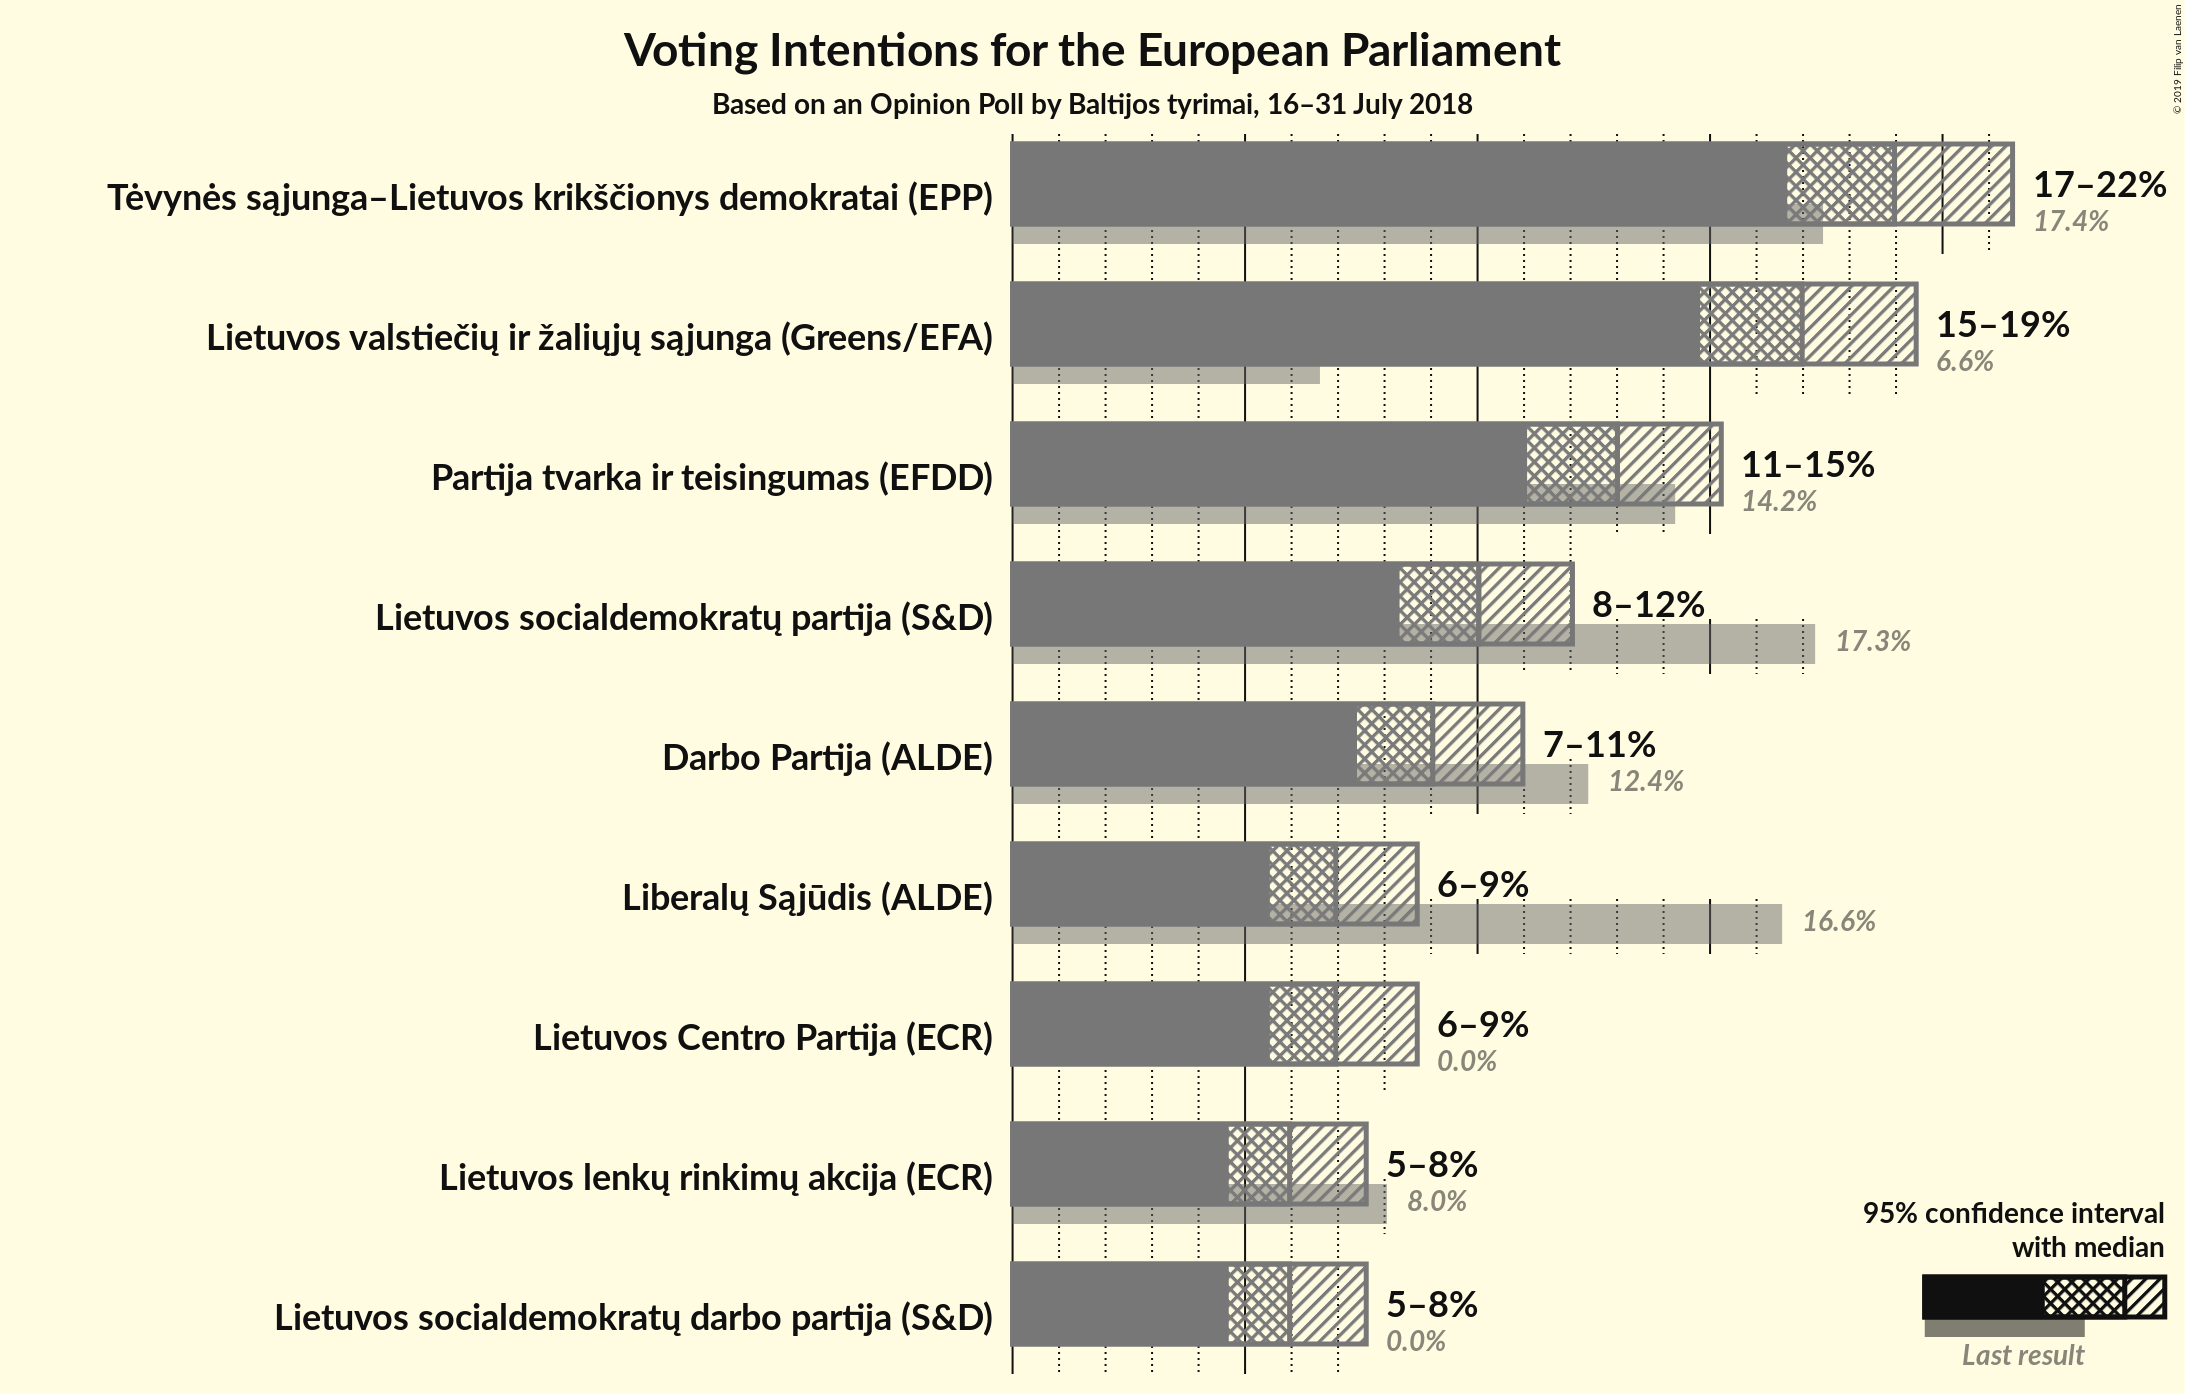 Voting Intentions for the European Parliament
Based on an Opinion Poll by Baltijos tyrimai, 16–31 July 2018
© 2019 Filip van Laenen
Tėvynės sąjunga–Lietuvos krikščionys demokratai (EPP)
17–22%
17.4%
Lietuvos valstiečių ir žaliųjų sąjunga (Greens/EFA)
15–19%
6.6%
Partija tvarka ir teisingumas (EFDD)
11–15%
14.2%
Lietuvos socialdemokratų partija (S&D)
8–12%
17.3%
Darbo Partija (ALDE)
7–11%
12.4%
Liberalų Sąjūdis (ALDE)
6–9%
16.6%
Lietuvos Centro Partija (ECR)
6–9%
0.0%
Lietuvos lenkų rinkimų akcija (ECR)
5–8%
8.0%
Lietuvos socialdemokratų darbo partija (S&D)
5–8%
0.0%
95% confidence interval
with median
Last result